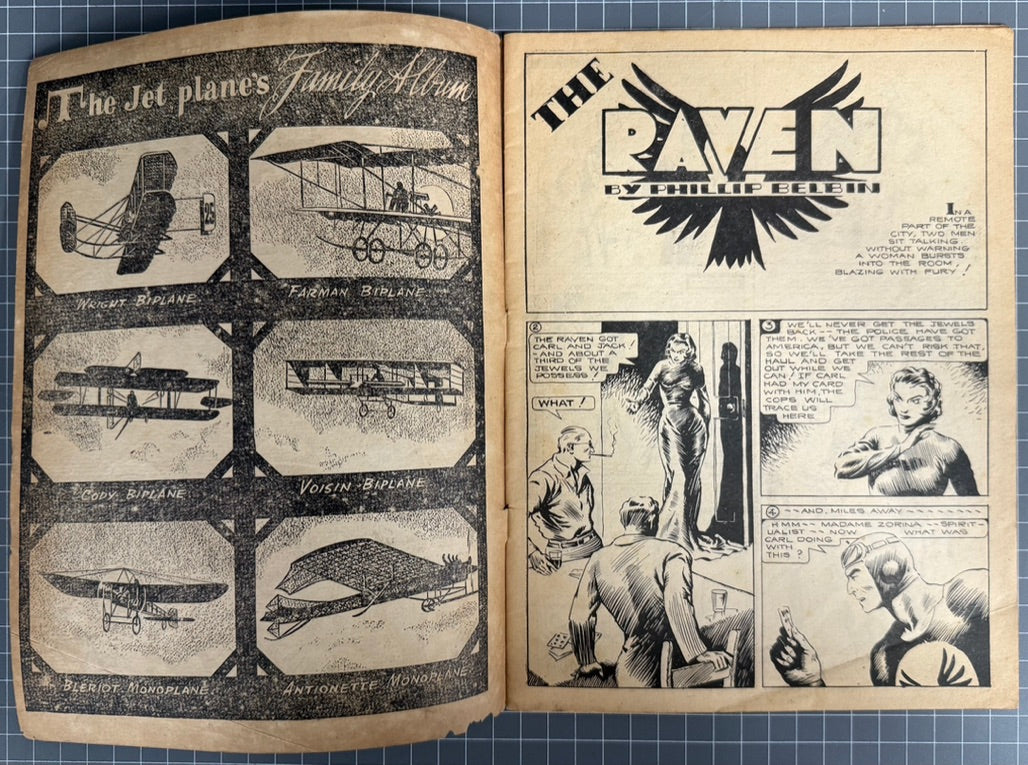 The Jet plane's Family Album
25
WRIGHT BIPLANE
FARMAN BIPLANE
CODY BIPLANE
VOISIN-BIPLANE
BLERIOT-MONOPLANE
ANTIONETTE MONOPLANE
THE
RAVEN
BY PHILLIP BELBIN
IN A
REMOTE
PART OF THE
CITY, TWO MEN
SIT TALKING.
WITHOUT WARNING
A WOMAN BURSTS
INTO THE ROOM,
BLAZING WITH FURY!
2
THE RAVEN GOT
CARL AND JACK!
-AND ABOUT A
THIRD OF THE
JEWELS WE
POSSESS!
WHAT!
3
WE'LL NEVER GET THE JEWELS
BACK -- THE POLICE HAVE GOT
THEM. WE'VE GOT PASSAGES TO
AMERICA, BUT WE CAN'T RISK THAT,
SO WE'LL TAKE THE REST OF THE
HAUL AND GET
OUT WHILE WE
CAN! IF CARL
HAD MY CARD
WITH HIM, THE
COPS WILL
TRACE US
HERE
4
--AND, MILES AWAY---------
HMM-- MADAME ZORINA --SPIRIT-
UALIST -- NOW WHAT WAS
CARL DOING
WITH
THIS?